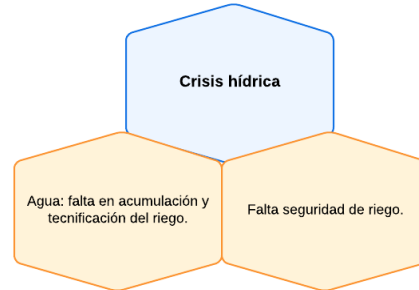 Crisis hídrica
Agua: falta en acumulación y
tecnificación del riego.
Falta seguridad de riego.